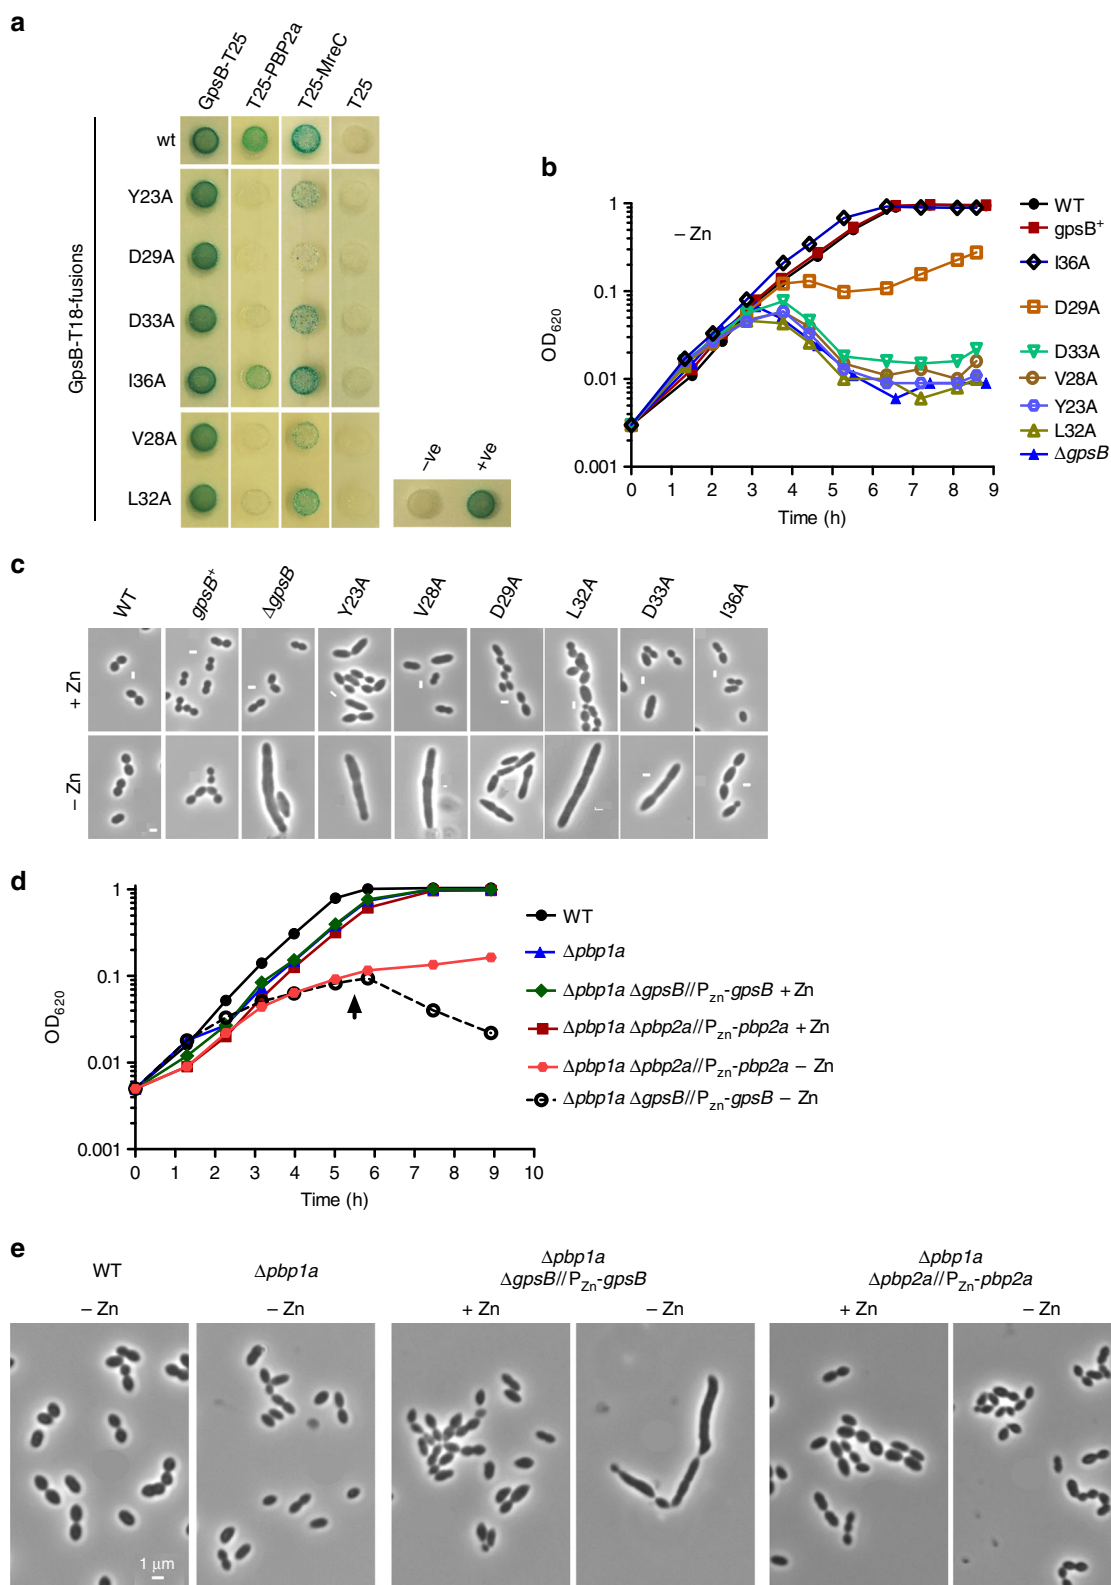 a
GpsB-T25
T25-PBP2a
T25-MreC
T25
GpsB-T18-fusions
wt
Y23A
D29A
D33A
I36A
V28A
L32A
–ve
+ve
b
– Zn
OD620
1
0.1
0.01
0.001
0 1 2 3 4 5 6 7 8 9
Time (h)
WT
gpsB+
I36A
D29A
D33A
V28A
Y23A
L32A
ΔgpsB
c
WT
gpsB+
ΔgpsB
Y23A
V28A
D29A
L32A
D33A
I36A
+ Zn
– Zn
d
OD620
1
0.1
0.01
0.001
0 1 2 3 4 5 6 7 8 9 10
Time (h)
WT
Δpbp1a
Δpbp1a ΔgpsB//Pzn-gpsB + Zn
Δpbp1a Δpbp2a//Pzn-pbp2a + Zn
Δpbp1a Δpbp2a//Pzn-pbp2a – Zn
Δpbp1a ΔgpsB//Pzn-gpsB – Zn
e
WT
Δpbp1a
Δpbp1a
ΔgpsB//PZn-gpsB
Δpbp1a
Δpbp2a//PZn-pbp2a
– Zn
– Zn
+ Zn
– Zn
+ Zn
– Zn
1 μm